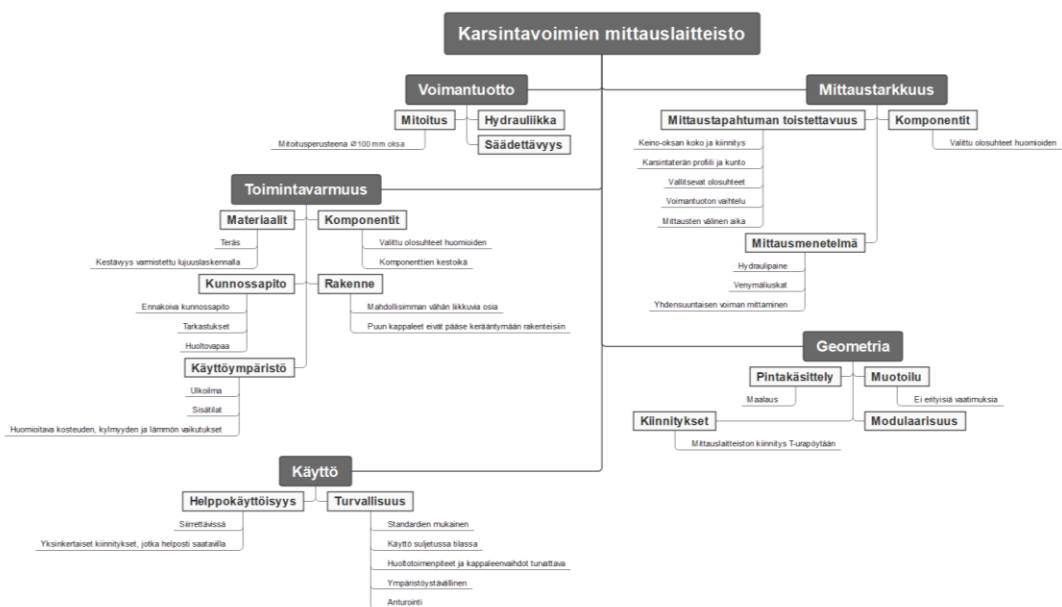 Karsintavoimien mittauslaitteisto
Voimantuotto
Mitoitus
Hydrauliikka
Mitoitusperusteena Ø100 mm oksa
Säädettävyys
Mittaustarkkuus
Mittaustapahtuman toistettavuus
Komponentit
Keino-oksan koko ja kiinnitys
Valittu olosuhteet huomioiden
Karsintaterän profiili ja kunto
Vallitsevat olosuhteet
Voimantuoton vaihtelu
Mittausten välinen aika
Mittausmenetelmä
Hydraulipaine
Venymäliuskat
Yhdensuuntaisen voiman mittaminen
Toimintavarmuus
Materiaalit
Komponentit
Teräs
Valittu olosuhteet huomioiden
Kestävyys varmistettu lujuuslaskennalla
Komponenttien kestoikä
Kunnossapito
Rakenne
Ennakoiva kunnossapito
Mahdollisimman vähän liikkuvia osia
Tarkastukset
Puun kappaleet eivät pääse kerääntymään rakenteisiin
Huoltovapaa
Käyttöympäristö
Ulkoilma
Sisätilat
Huomioitava kosteuden, kylmyyden ja lämmön vaikutukset
Geometria
Pintakäsittely
Muotoilu
Maalaus
Ei erityisiä vaatimuksia
Kiinnitykset
Modulaarisuus
Mittauslaitteiston kiinnitys T-urapöytään
Käyttö
Helppokäyttöisyys
Turvallisuus
Siirrettävissä
Standardien mukainen
Yksinkertaiset kiinnitykset, jotka helposti saatavilla
Käyttö suljetussa tilassa
Huoltotoimenpiteet ja kappaleenvaihdot turvattava
Ympäristöystävällinen
Anturointi